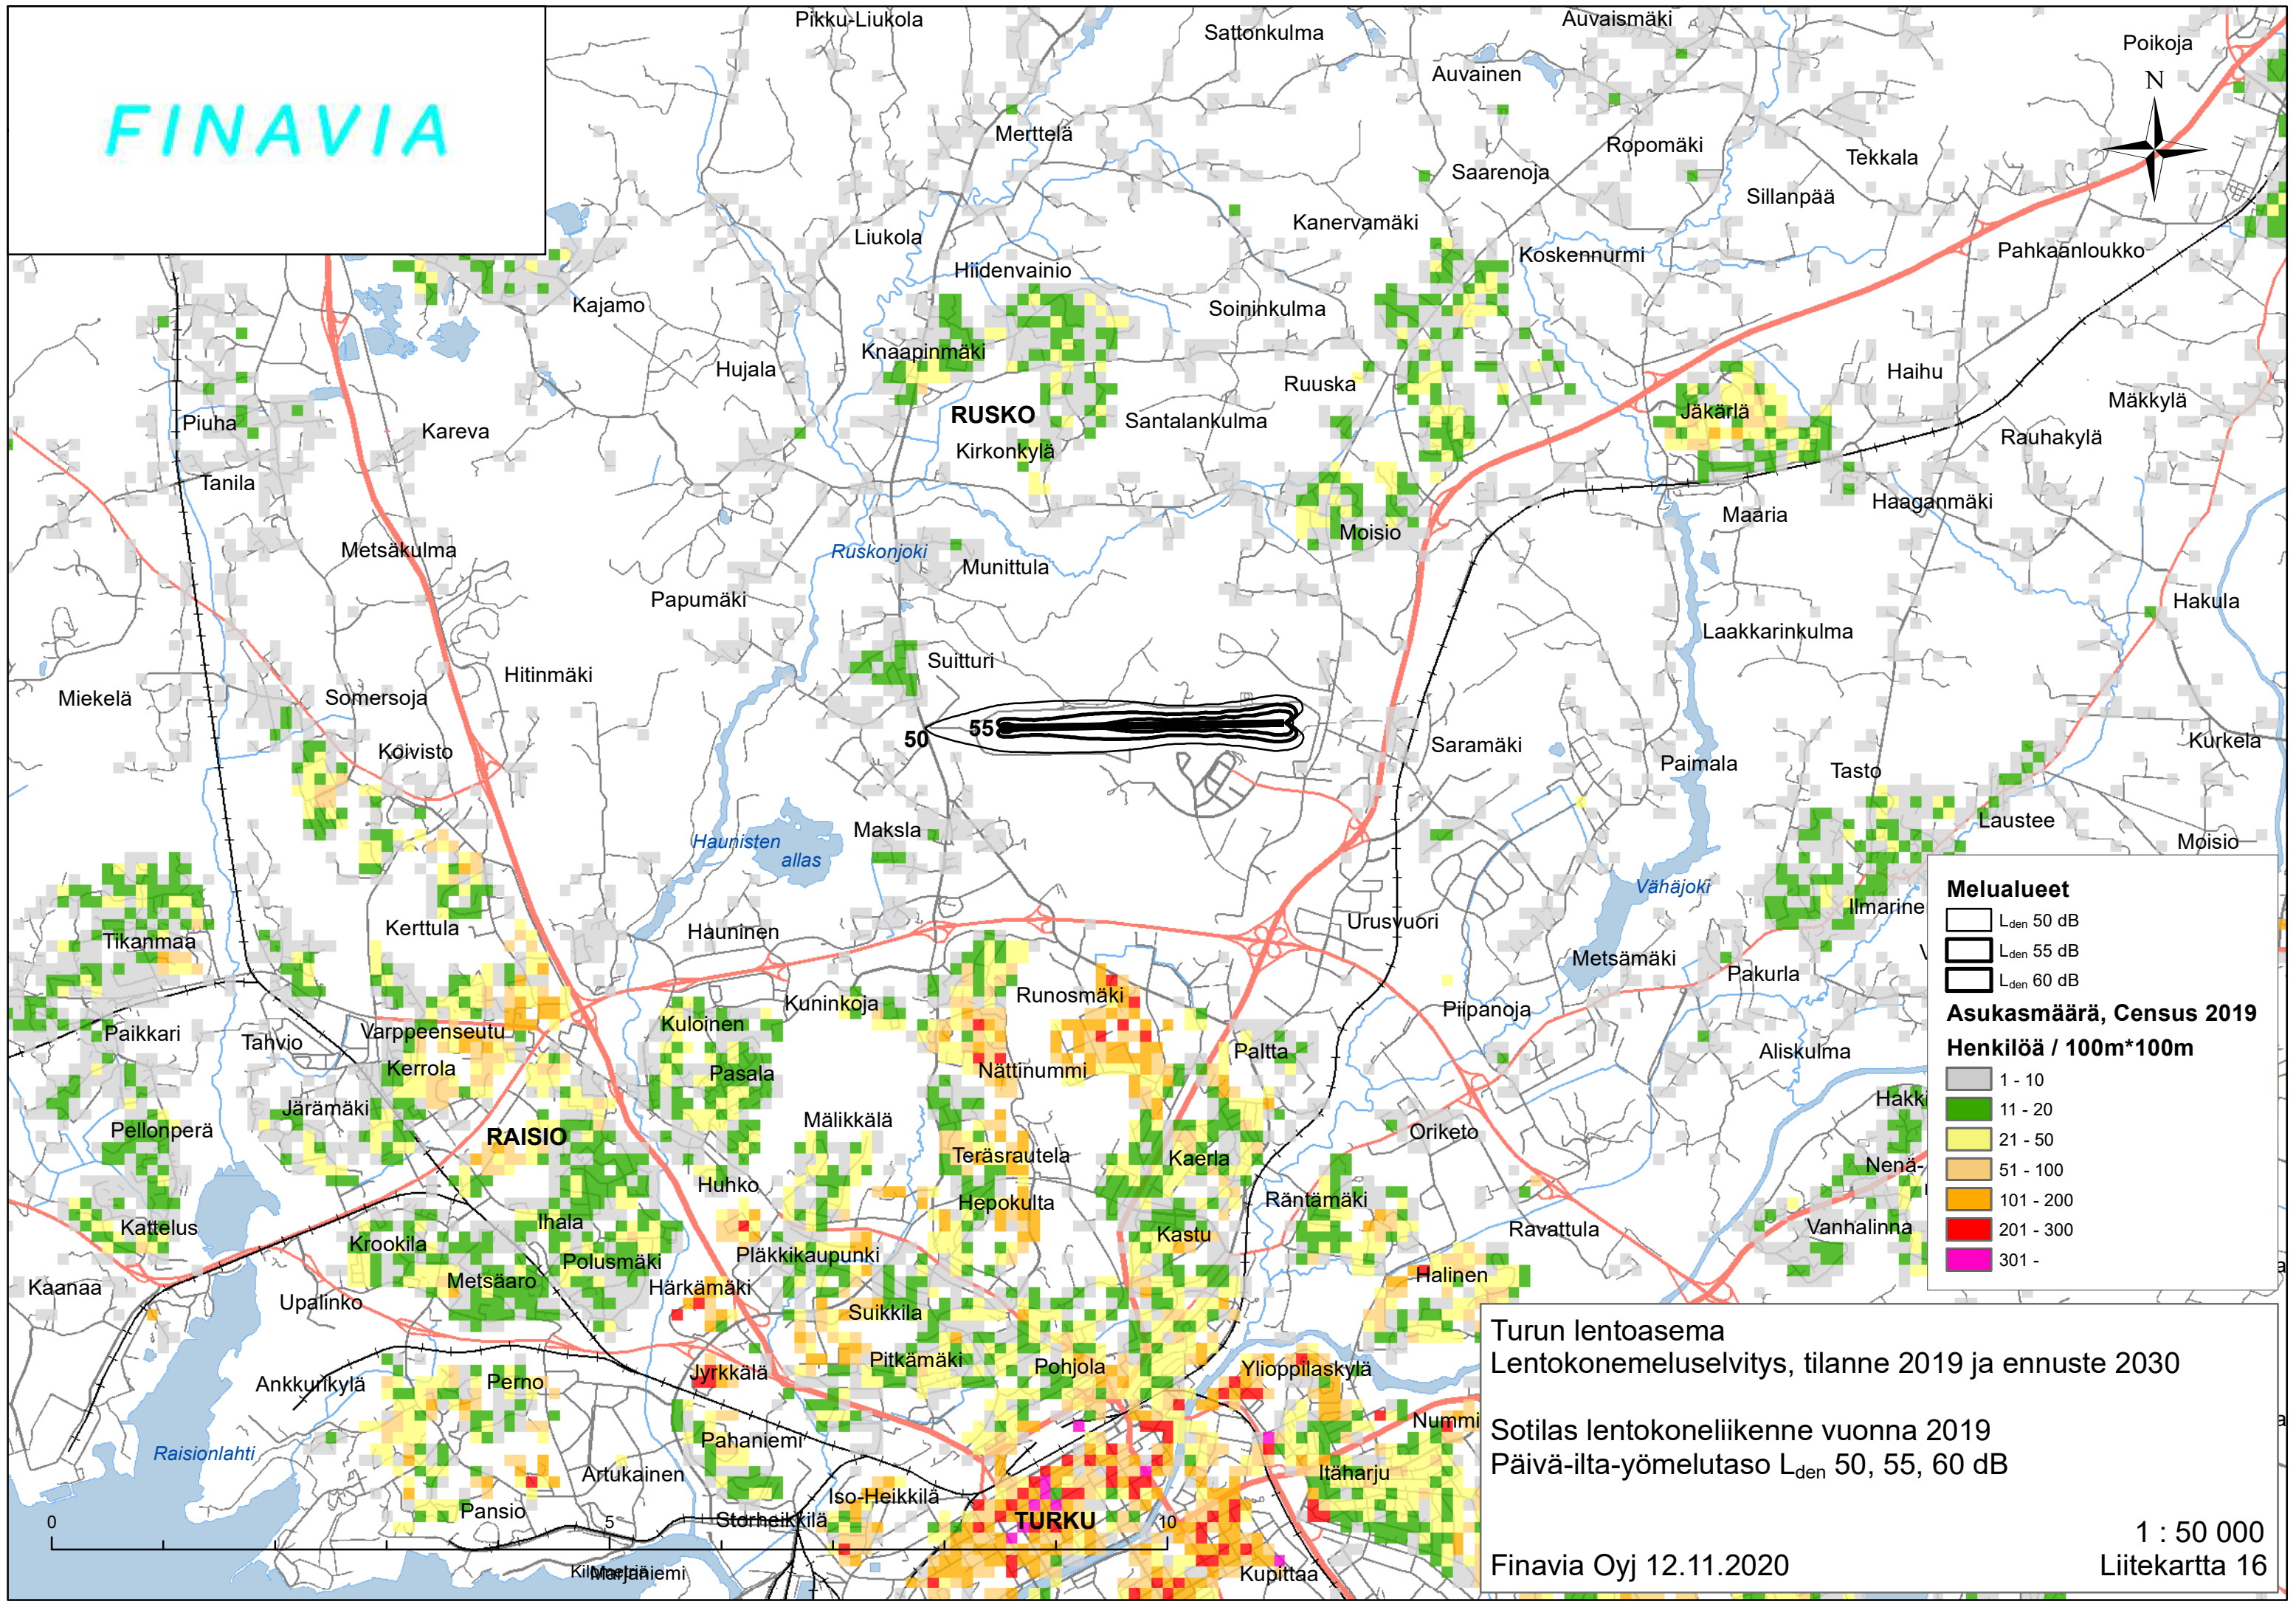 FINAVIA
Pikku-Liukola
Sattonkulma
Auvaismäki
Poikoja
N
Auvainen
Merttelä
Ropomäki
Tekkala
Saarenoja
Sillanpää
Kanervamäki
Liukola
Koskennurmi
Pahkaanloukko
Hiidenvainio
Kajamo
Soininkulma
Knaapinmäki
Hujala
Ruuska
Haihu
Mäkkylä
Jäkärlä
RUSKO
Santalankulma
Piuha
Kareva
Rauhakylä
Kirkonkylä
Tanila
Haaganmäki
Maaria
Moisio
Metsäkulma
Ruskonjoki
Munittula
Papumäki
Hakula
Laakkarinkulma
Suitturi
Hitinmäki
Miekelä
Somersoja
55
50
Koivisto
Saramäki
Kurkela
Paimala
Tasto
Laustee
Maksla
Haunisten
allas
Moisio
Vähäjoki
Ilmarine
Urusvuori
Kerttula
Hauninen
Tikanmaa
Metsämäki
Pakurla
Runosmäki
Kuninkoja
Piipanoja
Kuloinen
Varppeenseutu
Paikkari
Tahvio
Paltta
Aliskulma
Kerrola
Nättinummi
Pasala
Hakki
Järämäki
Mälikkälä
Pellonperä
RAISIO
Oriketo
Teräsrautela
Kaerla
Nenä-
Huhko
Hepokulta
Räntämäki
Kattelus
Ihala
Ravattula
Vanhalinna
Kastu
Krookila
Pläkkikaupunki
Polusmäki
Metsäaro
Härkämäki
Halinen
Kaanaa
Upalinko
Suikkila
Pitkämäki
Pohjola
Ylioppilaskylä
Jyrkkälä
Ankkurikylä
Perno
Nummi
Pahaniemi
Raisionlahti
Artukainen
Itäharju
Iso-Heikkilä
Pansio
Storheikkilä
TURKU
0
5
10
Kilometriä
Marjaniemi
Kupittaa
Melualueet
Lden 50 dB
Lden 55 dB
Lden 60 dB
Asukasmäärä, Census 2019
Henkilöä / 100m*100m
1 - 10
11 - 20
21 - 50
51 - 100
101 - 200
201 - 300
301 -
Turun lentoasema
Lentokonemeluselvitys, tilanne 2019 ja ennuste 2030
Sotilas lentokoneliikenne vuonna 2019
Päivä-ilta-yömelutaso Lden 50, 55, 60 dB
1 : 50 000
Finavia Oyj 12.11.2020
Liitekartta 16